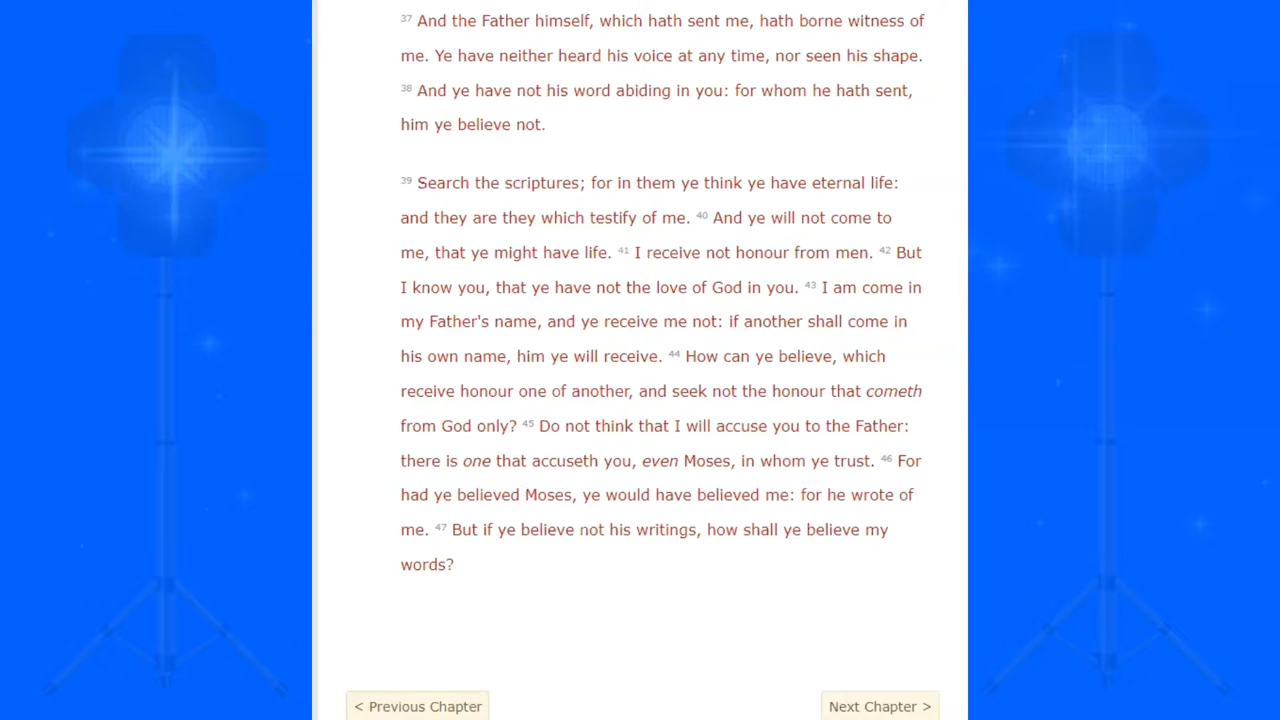 37 And the Father himself, which hath sent me, hath borne witness of
me. Ye have neither heard his voice at any time, nor seen his shape.
38 And ye have not his word abiding in you: for whom he hath sent,
him ye believe not.
39 Search the scriptures; for in them ye think ye have eternal life:
and they are they which testify of me. 40 And ye will not come to
me, that ye might have life. 41 I receive not honour from men. 42 But
I know you, that ye have not the love of God in you. 43 I am come in
my Father's name, and ye receive me not: if another shall come in
his own name, him ye will receive. 44 How can ye believe, which
receive honour one of another, and seek not the honour that cometh
from God only? 45 Do not think that I will accuse you to the Father:
there is one that accuseth you, even Moses, in whom ye trust. 46 For
had ye believed Moses, ye would have believed me: for he wrote of
me. 47 But if ye believe not his writings, how shall ye believe my
words?
< Previous Chapter
Next Chapter >